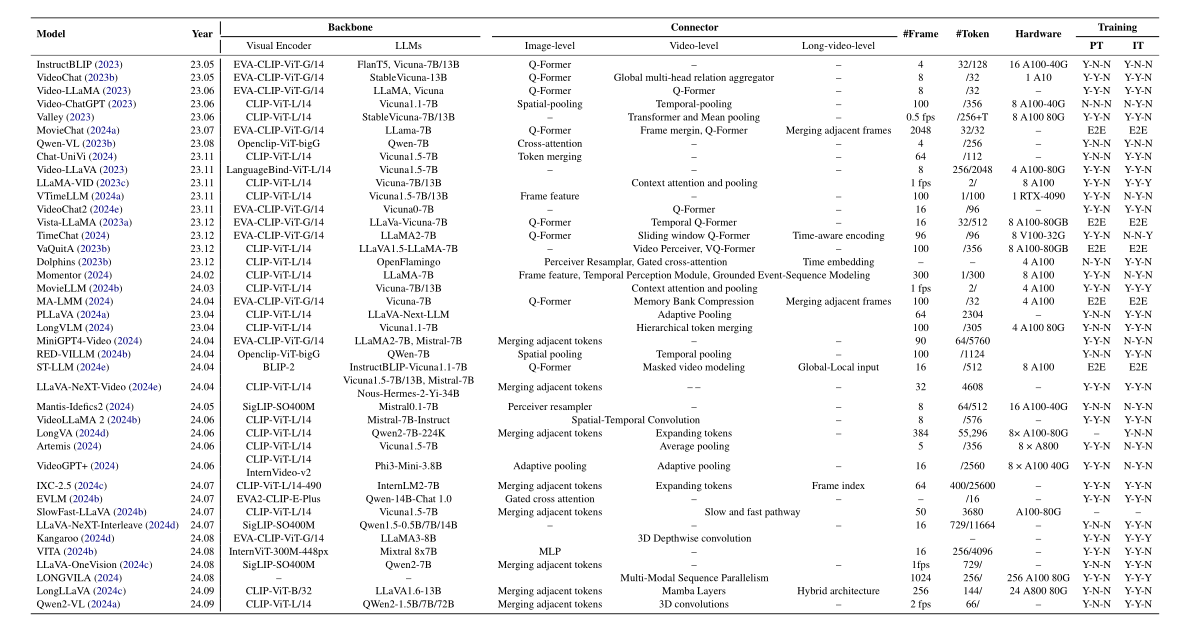 Model Year Backbone Connector #Frame #Token Hardware Training
Visual Encoder LLMs Image-level Video-level Long-video-level PT IT
InstructBLIP (2023) 23.05 EVA-CLIP-ViT-G/14 FlanT5, Vicuna-7B/13B Q-Former – – 4 32/128 16 A100-40G Y-N-N Y-N-N
VideoChat (2023b) 23.05 EVA-CLIP-ViT-G/14 StableVicuna-13B Q-Former Global multi-head relation aggregator – 8 /32 1 A10 Y-Y-N Y-Y-N
Video-LLaMA (2023) 23.06 EVA-CLIP-ViT-G/14 LLaMA, Vicuna Q-Former Q-Former – 8 /32 – Y-Y-N Y-Y-N
Video-ChatGPT (2023) 23.06 CLIP-ViT-L/14 Vicuna1.1-7B Spatial-pooling Temporal-pooling – 100 /356 8 A100-40G N-N-N N-Y-N
Valley (2023) 23.06 CLIP-ViT-L/14 StableVicuna-7B/13B – Transformer and Mean pooling – 0.5 fps /256+T 8 A100 80G Y-Y-N Y-Y-N
MovieChat (2024a) 23.07 EVA-CLIP-ViT-G/14 LLama-7B Q-Former Frame mergin, Q-Former Merging adjacent frames 2048 32/32 – E2E E2E
Qwen-VL (2023b) 23.08 Openclip-ViT-bigG Qwen-7B Cross-attention – – 4 /256 – Y-N-N Y-N-N
Chat-UniVi (2024) 23.11 CLIP-ViT-L/14 Vicuna1.5-7B Token merging – – 64 /112 – Y-Y-N Y-Y-N
Video-LLaVA (2023) 23.11 LanguageBind-ViT-L/14 Vicuna1.5-7B – – – 8 256/2048 4 A100-80G Y-Y-N Y-Y-N
LLaMA-VID (2023c) 23.11 CLIP-ViT-L/14 Vicuna-7B/13B Context attention and pooling – 1 fps 2/ 8 A100 Y-Y-N Y-Y-Y
VTimeLLM (2024a) 23.11 CLIP-ViT-L/14 Vicuna1.5-7B/13B Frame feature – – 100 1/100 1 RTX-4090 Y-Y-N N-Y-N
VideoChat2 (2024e) 23.11 EVA-CLIP-ViT-G/14 Vicuna0-7B – Q-Former – 16 /96 – Y-Y-N Y-Y-N
Vista-LLaMA (2023a) 23.12 EVA-CLIP-ViT-G/14 LLaVa-Vicuna-7B Q-Former Temporal Q-Former – 16 32/512 8 A100-80GB E2E E2E
TimeChat (2024) 23.12 EVA-CLIP-ViT-G/14 LLaMA2-7B Q-Former Sliding window Q-Former Time-aware encoding 96 /96 8 V100-32G Y-Y-N N-N-Y
VaQuitA (2023b) 23.12 CLIP-ViT-L/14 LLaVA1.5-LLaMA-7B – Video Perceiver, VQ-Former – 100 /356 8 A100-80GB E2E E2E
Dolphins (2023b) 23.12 CLIP-ViT-L/14 OpenFlamingo Perceiver Resamplar, Gated cross-attention Time embedding – – 4 A100 N-Y-N Y-Y-N
Momentor (2024) 24.02 CLIP-ViT-L/14 LLaMA-7B Frame feature, Temporal Perception Module, Grounded Event-Sequence Modeling 300 1/300 8 A100 Y-Y-N N-Y-N
MovieLLM (2024b) 24.03 CLIP-ViT-L/14 Vicuna-7B/13B Context attention and pooling – 1 fps 2/ 4 A100 Y-Y-N Y-Y-Y
MA-LMM (2024) 24.04 EVA-CLIP-ViT-G/14 Vicuna-7B Q-Former Memory Bank Compression Merging adjacent frames 100 /32 4 A100 E2E E2E
PLLaVA (2024a) 23.04 CLIP-ViT-L/14 LLaVA-Next-LLM Adaptive Pooling – 64 2304 – Y-N-N Y-Y-N
LongVLM (2024) 23.04 CLIP-ViT-L/14 Vicuna1.1-7B Hierarchical token merging 100 /305 4 A100 80G Y-N-N Y-Y-N
MiniGPT4-Video (2024) 24.04 EVA-CLIP-ViT-G/14 LLaMA2-7B, Mistral-7B Merging adjacent tokens – – 90 64/5760 Y-Y-N N-Y-N
RED-VILLM (2024b) 24.04 Openclip-ViT-bigG QWen-7B Spatial pooling Temporal pooling – 100 /1124 – Y-Y-N N-Y-N
ST-LLM (2024e) 24.04 BLIP-2 InstructBLIP-Vicuna1.1-7B Q-Former Masked video modeling Global-Local input 16 /512 8 A100 E2E E2E
LLaVA-NeXT-Video (2024e) 24.04 CLIP-ViT-L/14 Vicuna1.5-7B/13B, Mistral-7B Merging adjacent tokens – – – 32 4608 – Y-Y-N Y-Y-N
Nous-Hermes-2-Yi-34B
Mantis-Idefics2 (2024) 24.05 SigLIP-SO400M Mistral0.1-7B Perceiver resampler – – 8 64/512 16 A100-40G Y-N-N N-Y-N
VideoLLaMA 2 (2024b) 24.06 CLIP-ViT-L/14 Mistral-7B-Instruct Spatial-Temporal Convolution – 8 /576 – Y-Y-N Y-Y-N
LongVA (2024d) 24.06 CLIP-ViT-L/14 Qwen2-7B-224K Merging adjacent tokens Expanding tokens – 384 55,296 8× A100-80G – Y-N-N
Artemis (2024) 24.06 CLIP-ViT-L/14 Vicuna1.5-7B Average pooling – 5 /356 8 × A800 Y-Y-N N-Y-N
VideoGPT+ (2024) 24.06 CLIP-ViT-L/14 Phi3-Mini-3.8B Adaptive pooling Adaptive pooling – 16 /2560 8 × A100 40G Y-Y-N N-Y-N
InternVideo-v2
IXC-2.5 (2024c) 24.07 CLIP-ViT-L/14-490 InternLM2-7B Merging adjacent tokens Expanding tokens Frame index 64 400/25600 – Y-Y-N Y-Y-N
EVLM (2024b) 24.07 EVA2-CLIP-E-Plus Qwen-14B-Chat 1.0 Gated cross attention – – – /16 – Y-Y-N Y-Y-N
SlowFast-LLaVA (2024b) 24.07 CLIP-ViT-L/14 Vicuna1.5-7B Merging adjacent tokens Slow and fast pathway 50 3680 A100-80G – –
LLaVA-NeXT-Interleave (2024d) 24.07 SigLIP-SO400M Qwen1.5-0.5B/7B/14B – – – 16 729/11664 – Y-N-N Y-Y-N
Kangaroo (2024d) 24.08 EVA-CLIP-ViT-G/14 LLaMA3-8B 3D Depthwise convolution – – Y-Y-N Y-Y-Y
VITA (2024b) 24.08 InternViT-300M-448px Mixtral 8x7B MLP – – 16 256/4096 – Y-Y-N Y-Y-N
LLaVA-OneVision (2024c) 24.08 SigLIP-SO400M Qwen2-7B Merging adjacent tokens – – 1fps 729/ – Y-Y-N Y-Y-N
LONGVILA (2024) 24.08 – – Multi-Modal Sequence Parallelism 1024 256/ 256 A100 80G Y-Y-N Y-Y-Y
LongLLaVA (2024c) 24.09 CLIP-ViT-B/32 LLaVA1.6-13B Merging adjacent tokens Mamba Layers Hybrid architecture 256 144/ 24 A800 80G Y-N-N Y-Y-N
Qwen2-VL (2024a) 24.09 CLIP-ViT-L/14 QWen2-1.5B/7B/72B Merging adjacent tokens 3D convolutions – 2 fps 66/ – Y-N-N Y-Y-N